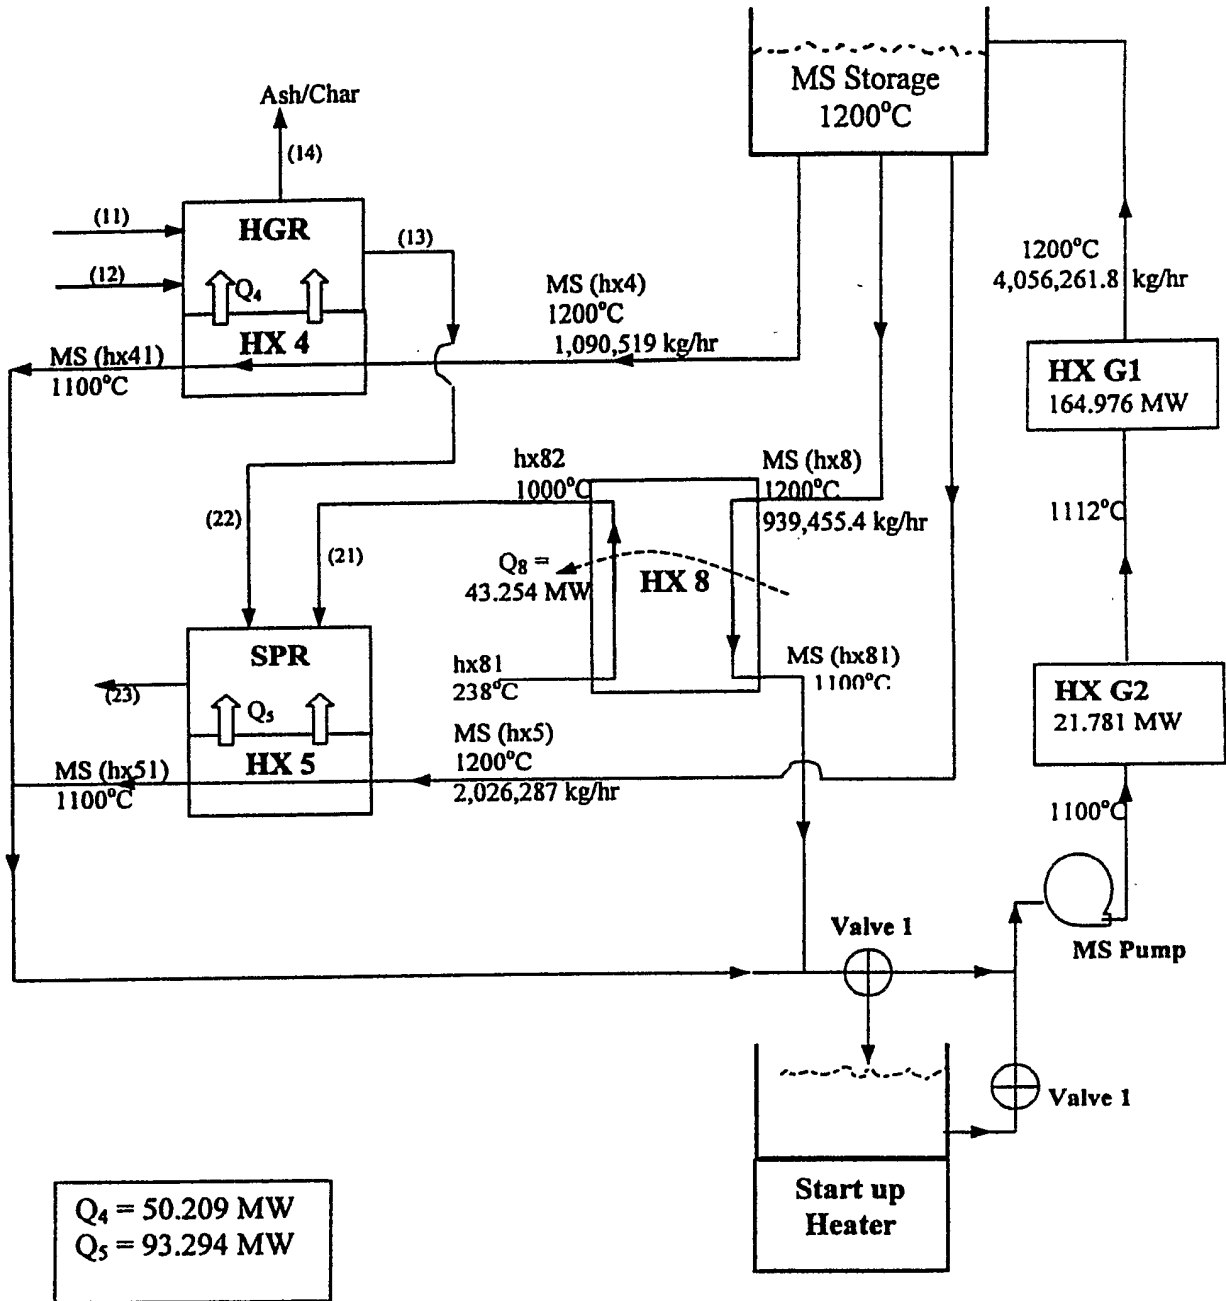 MS Storage
1200°C
Ash/Char
(14)
(11)
HGR
(13)
(12)
Q₄
HX 4
MS (hx4)
1200°C
1,090,519 kg/hr
MS (hx41)
1100°C
1200°C
4,056,261.8 kg/hr
HX G1
164.976 MW
hx82
1000°C
MS (hx8)
1200°C
939,455.4 kg/hr
1112°C
(22)
(21)
Q₈ =
43.254 MW
HX 8
SPR
hx81
238°C
MS (hx81)
1100°C
HX G2
21.781 MW
(23)
Q₅
HX 5
MS (hx5)
1200°C
2,026,287 kg/hr
MS (hx51)
1100°C
1100°C
Valve 1
MS Pump
Valve 1
Start up
Heater
Q₄ = 50.209 MW
Q₅ = 93.294 MW